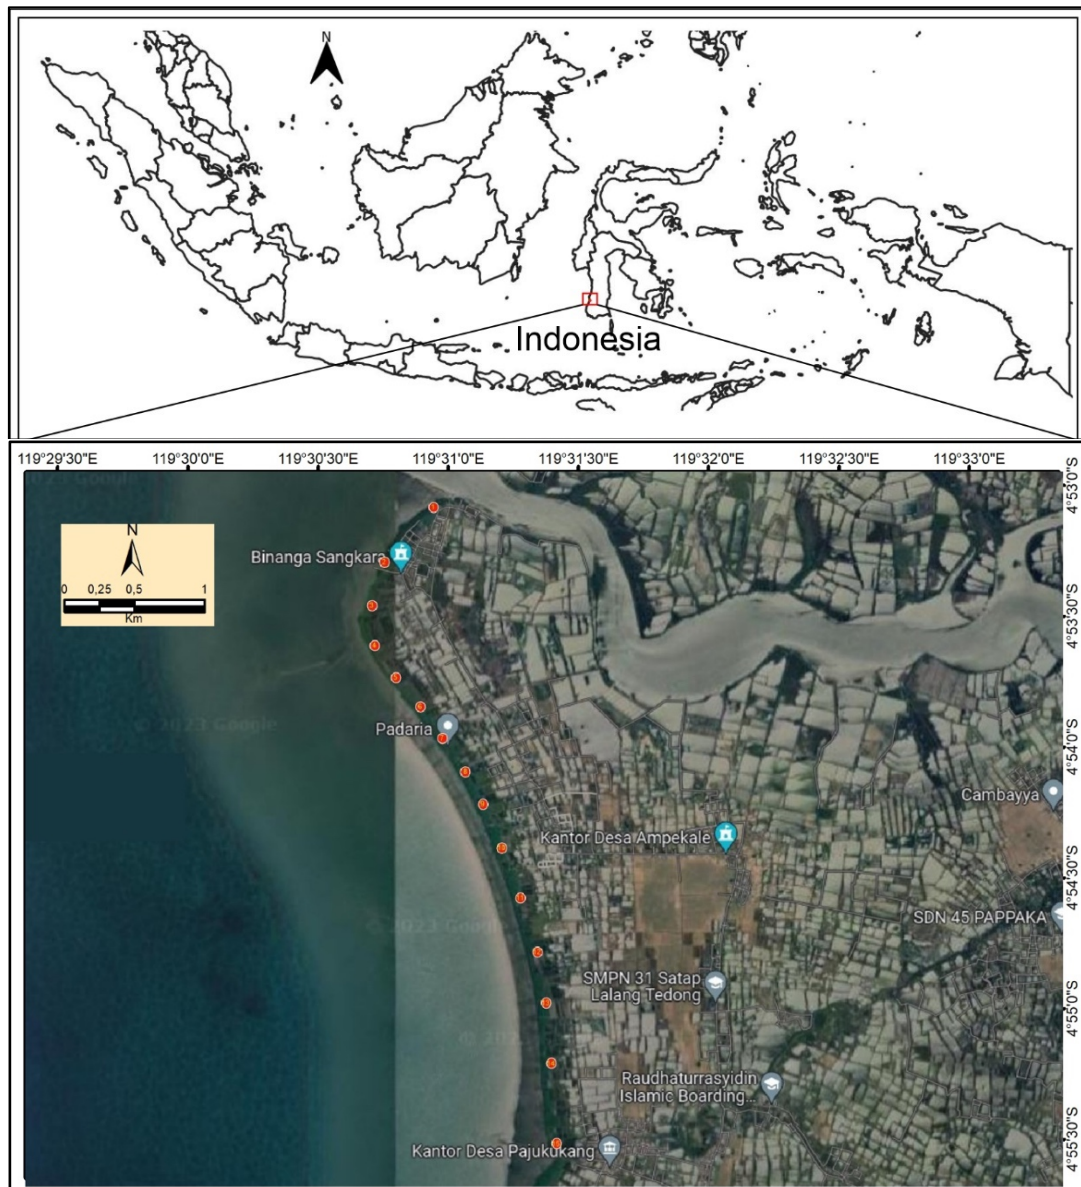 N
Indonesia
119°29'30"E 119°30'0"E 119°30'30"E 119°31'0"E 119°31'30"E 119°32'0"E 119°32'30"E 119°33'0"E
4°53'0"S
N
0 0,25 0,5 1
Km
Binanga Sangkara
4°53'30"S
© 2023 Google
Padaria
4°54'0"S
Cambayya
Kantor Desa Ampekale
4°54'30"S
SDN 45 PAPPAKA
© 2023 Google
SMPN 31 Satap
Lalang Tedong
4°55'0"S
Raudhaturrasyidin
Islamic Boarding...
Kantor Desa Pajukukang
4°55'30"S